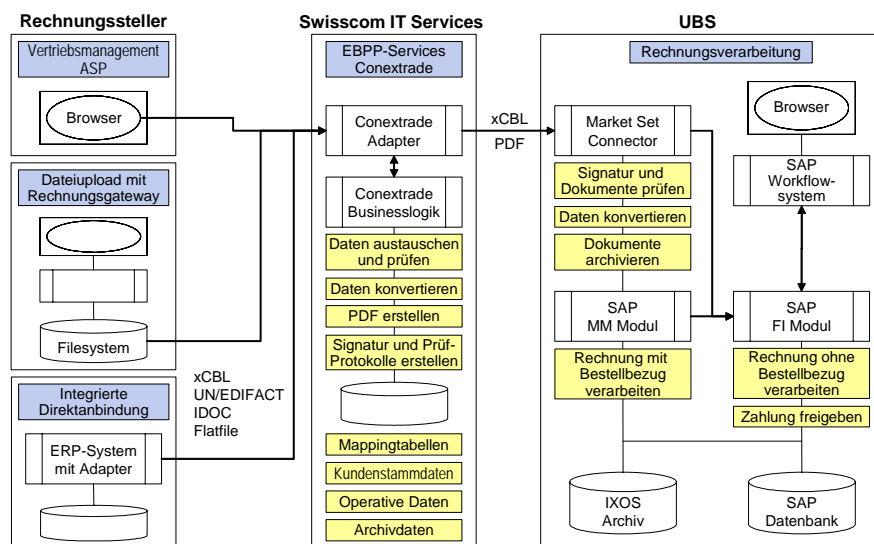 Rechnungssteller
Vertriebsmanagement
ASP
Browser
Dateiupload mit
Rechnungsgateway
Filesystem
Integrierte
Direktanbindung
ERP-System
mit Adapter
xCBL
UN/EDIFACT
IDOC
Flatfile
Swisscom IT Services
EBPP-Services
Conextrade
Conextrade
Adapter
Conextrade
Businesslogik
Daten austauschen
und prüfen
Daten konvertieren
PDF erstellen
Signatur und Prüf-
Protokolle erstellen
Mappingtabellen
Kundenstammdaten
Operative Daten
Archivdaten
xCBL
PDF
UBS
Rechnungsverarbeitung
Market Set
Connector
Signatur und
Dokumente prüfen
Daten konvertieren
Dokumente
archivieren
SAP
MM Modul
Rechnung mit
Bestellbezug
verarbeiten
Browser
SAP
Workflow-
system
SAP
FI Modul
Rechnung ohne
Bestellbezug
verarbeiten
Zahlung freigeben
IXOS
Archiv
SAP
Datenbank